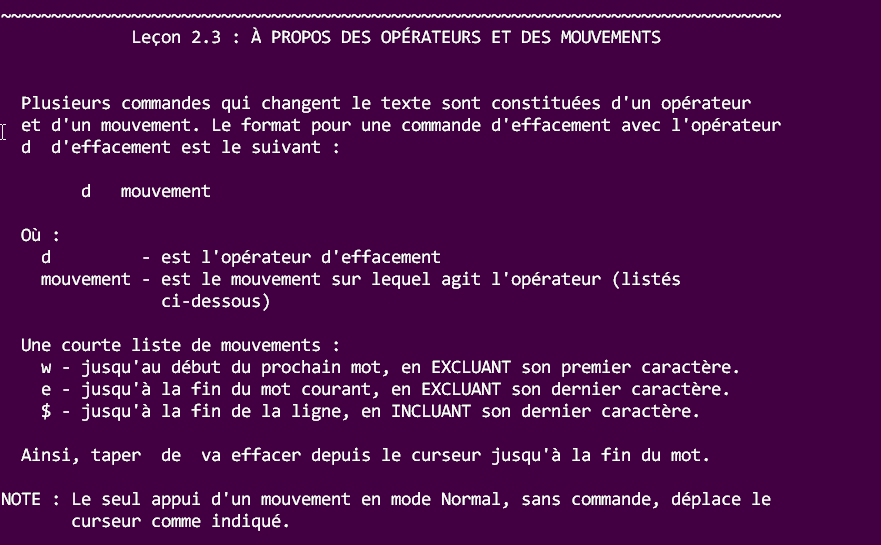 ~~~~~~~~~~~~~~~~~~~~~~~~~~~~~~~~~~~~~~~~~~~~~~~~~~~~~~~~~~~~~~~~~~~~~~~~~~~~~~
Leçon 2.3 : À PROPOS DES OPÉRATEURS ET DES MOUVEMENTS
Plusieurs commandes qui changent le texte sont constituées d'un opérateur
et d'un mouvement. Le format pour une commande d'effacement avec l'opérateur
d  d'effacement est le suivant :
d   mouvement
Où :
d         - est l'opérateur d'effacement
mouvement - est le mouvement sur lequel agit l'opérateur (listés
ci-dessous)
Une courte liste de mouvements :
w - jusqu'au début du prochain mot, en EXCLUANT son premier caractère.
e - jusqu'à la fin du mot courant, en EXCLUANT son dernier caractère.
$ - jusqu'à la fin de la ligne, en INCLUANT son dernier caractère.
Ainsi, taper  de  va effacer depuis le curseur jusqu'à la fin du mot.
NOTE : Le seul appui d'un mouvement en mode Normal, sans commande, déplace le
curseur comme indiqué.